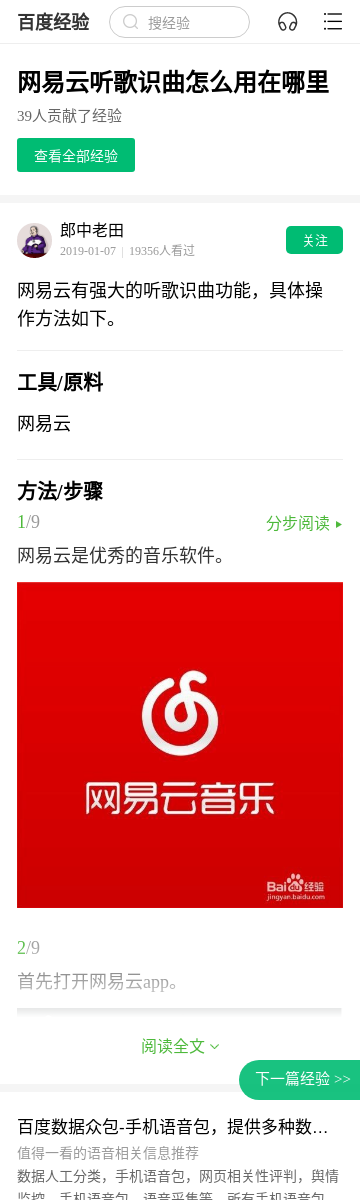 百度经验
搜经验
网易云听歌识曲怎么用在哪里
39人贡献了经验
查看全部经验
郎中老田
关注
2019-01-07 | 19356人看过
网易云有强大的听歌识曲功能，具体操
作方法如下。
工具/原料
网易云
方法/步骤
1/9
分步阅读
网易云是优秀的音乐软件。
网易云音乐
Bai 经验
jingyan.baidu.com
2/9
首先打开网易云app。
阅读全文
下一篇经验 >>
百度数据众包-手机语音包，提供多种数…
值得一看的语音相关信息推荐
数据人工分类，手机语音包，网页相关性评判，舆情
监控，手机语音包，语音采集等，所有手机语音包